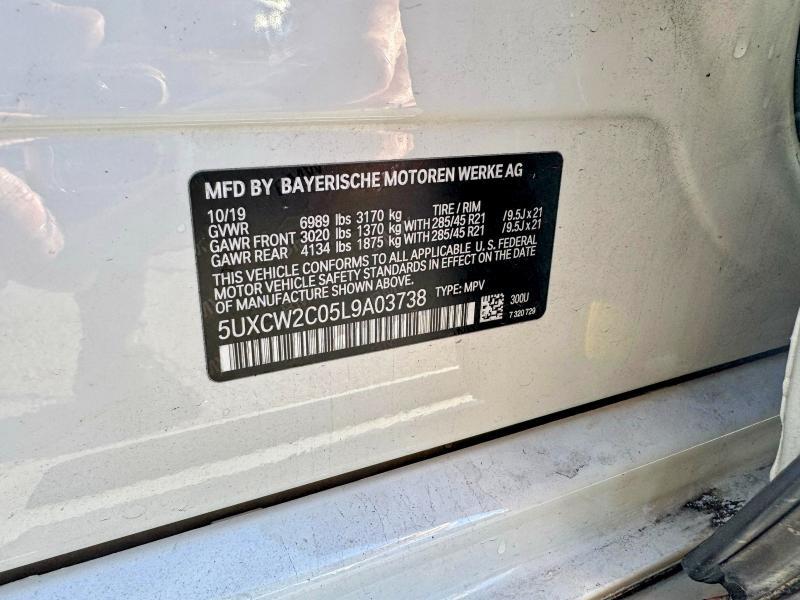 MFD BY BAYERISCHE MOTOREN WERKE AG
10/19 TIRE / RIM
GVWR 6989 lbs 3170 kg
GAWR FRONT 3020 lbs 1370 kg WITH 285/45 R21 /9.5J x 21
GAWR REAR 4134 lbs 1875 kg WITH 285/45 R21 /9.5J x 21
THIS VEHICLE CONFORMS TO ALL APPLICABLE U.S. FEDERAL
MOTOR VEHICLE SAFETY STANDARDS IN EFFECT ON THE DATE
OF MANUFACTURE SHOWN ABOVE.
5UXCW2C05L9A03738 TYPE: MPV
300U
7 320 729